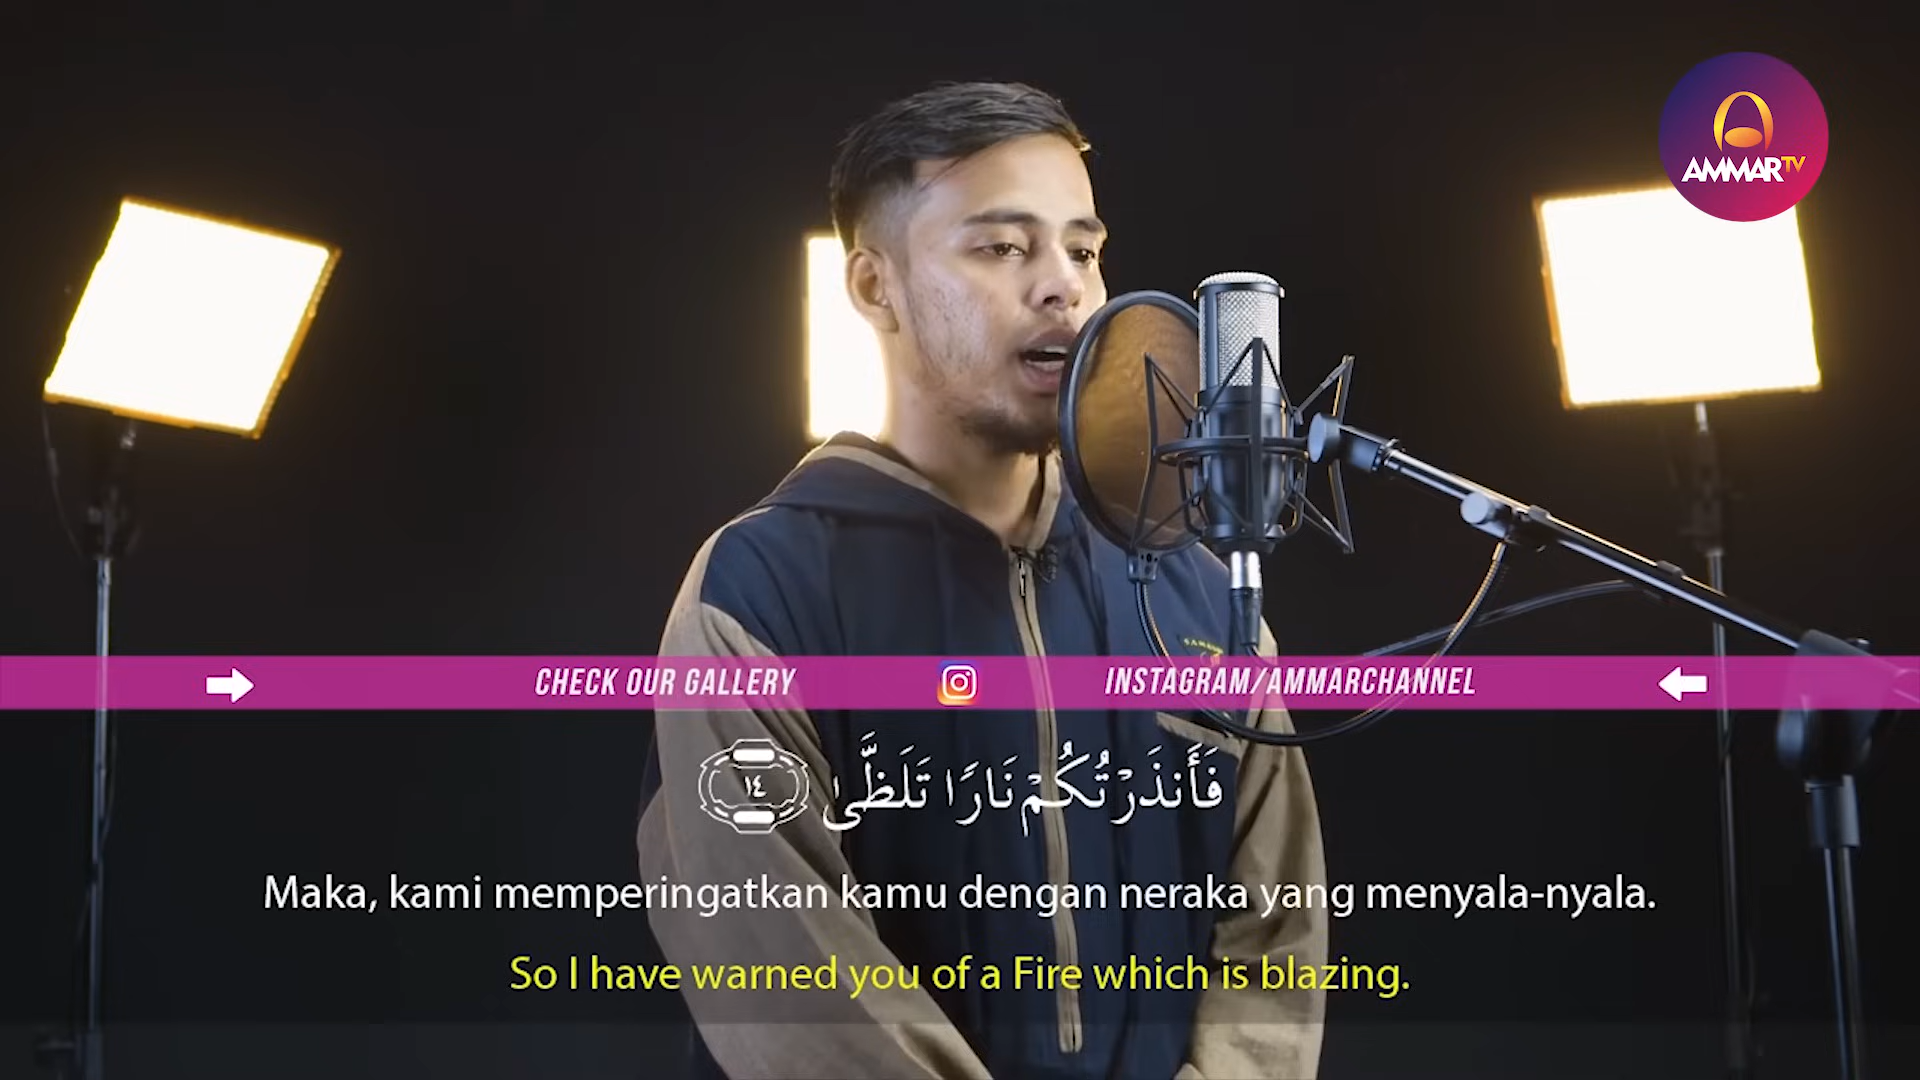 AMMARTV
CHECK OUR GALLERY
INSTAGRAM/AMMARCHANNEL
فَأَنذَرْتُكُمْ نَارًا تَلَظَّىٰ ١٤
Maka, kami memperingatkan kamu dengan neraka yang menyala-nyala.
So I have warned you of a Fire which is blazing.